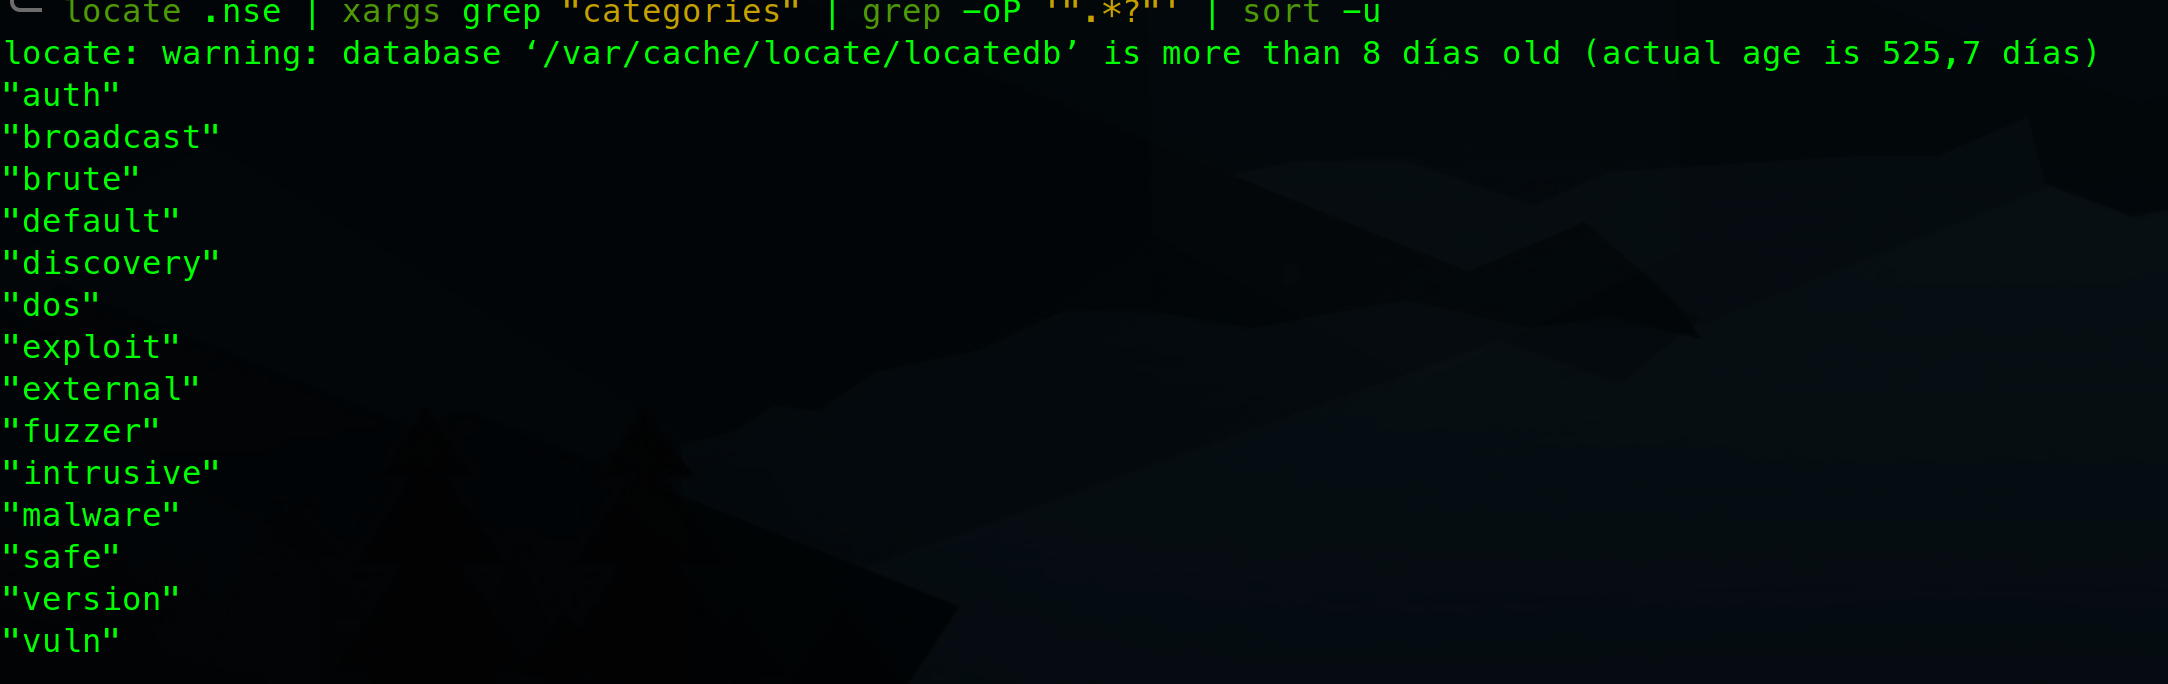 locate .nse | xargs grep "categories" | grep -oP '".*?"' | sort -u
locate: warning: database ‘/var/cache/locate/locatedb’ is more than 8 días old (actual age is 525,7 días)
"auth"
"broadcast"
"brute"
"default"
"discovery"
"dos"
"exploit"
"external"
"fuzzer"
"intrusive"
"malware"
"safe"
"version"
"vuln"